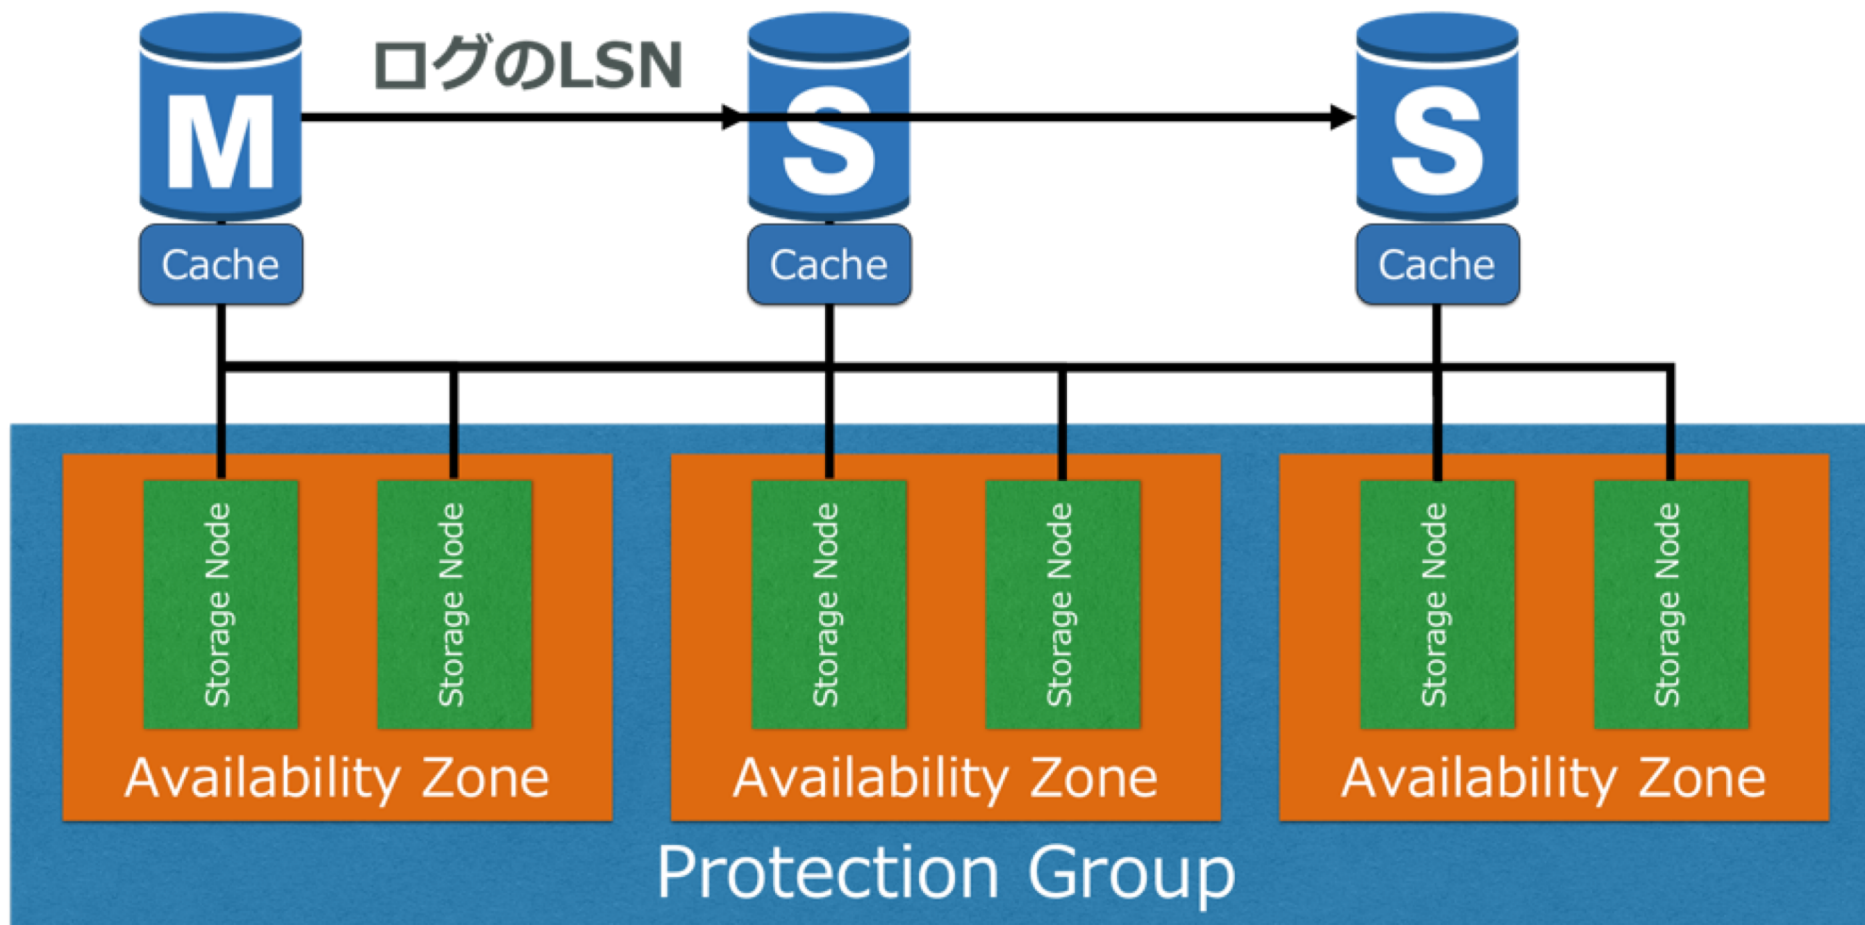 ログのLSN
M
S
S
Cache
Cache
Cache
Storage Node
Storage Node
Storage Node
Storage Node
Storage Node
Storage Node
Availability Zone
Availability Zone
Availability Zone
Protection Group